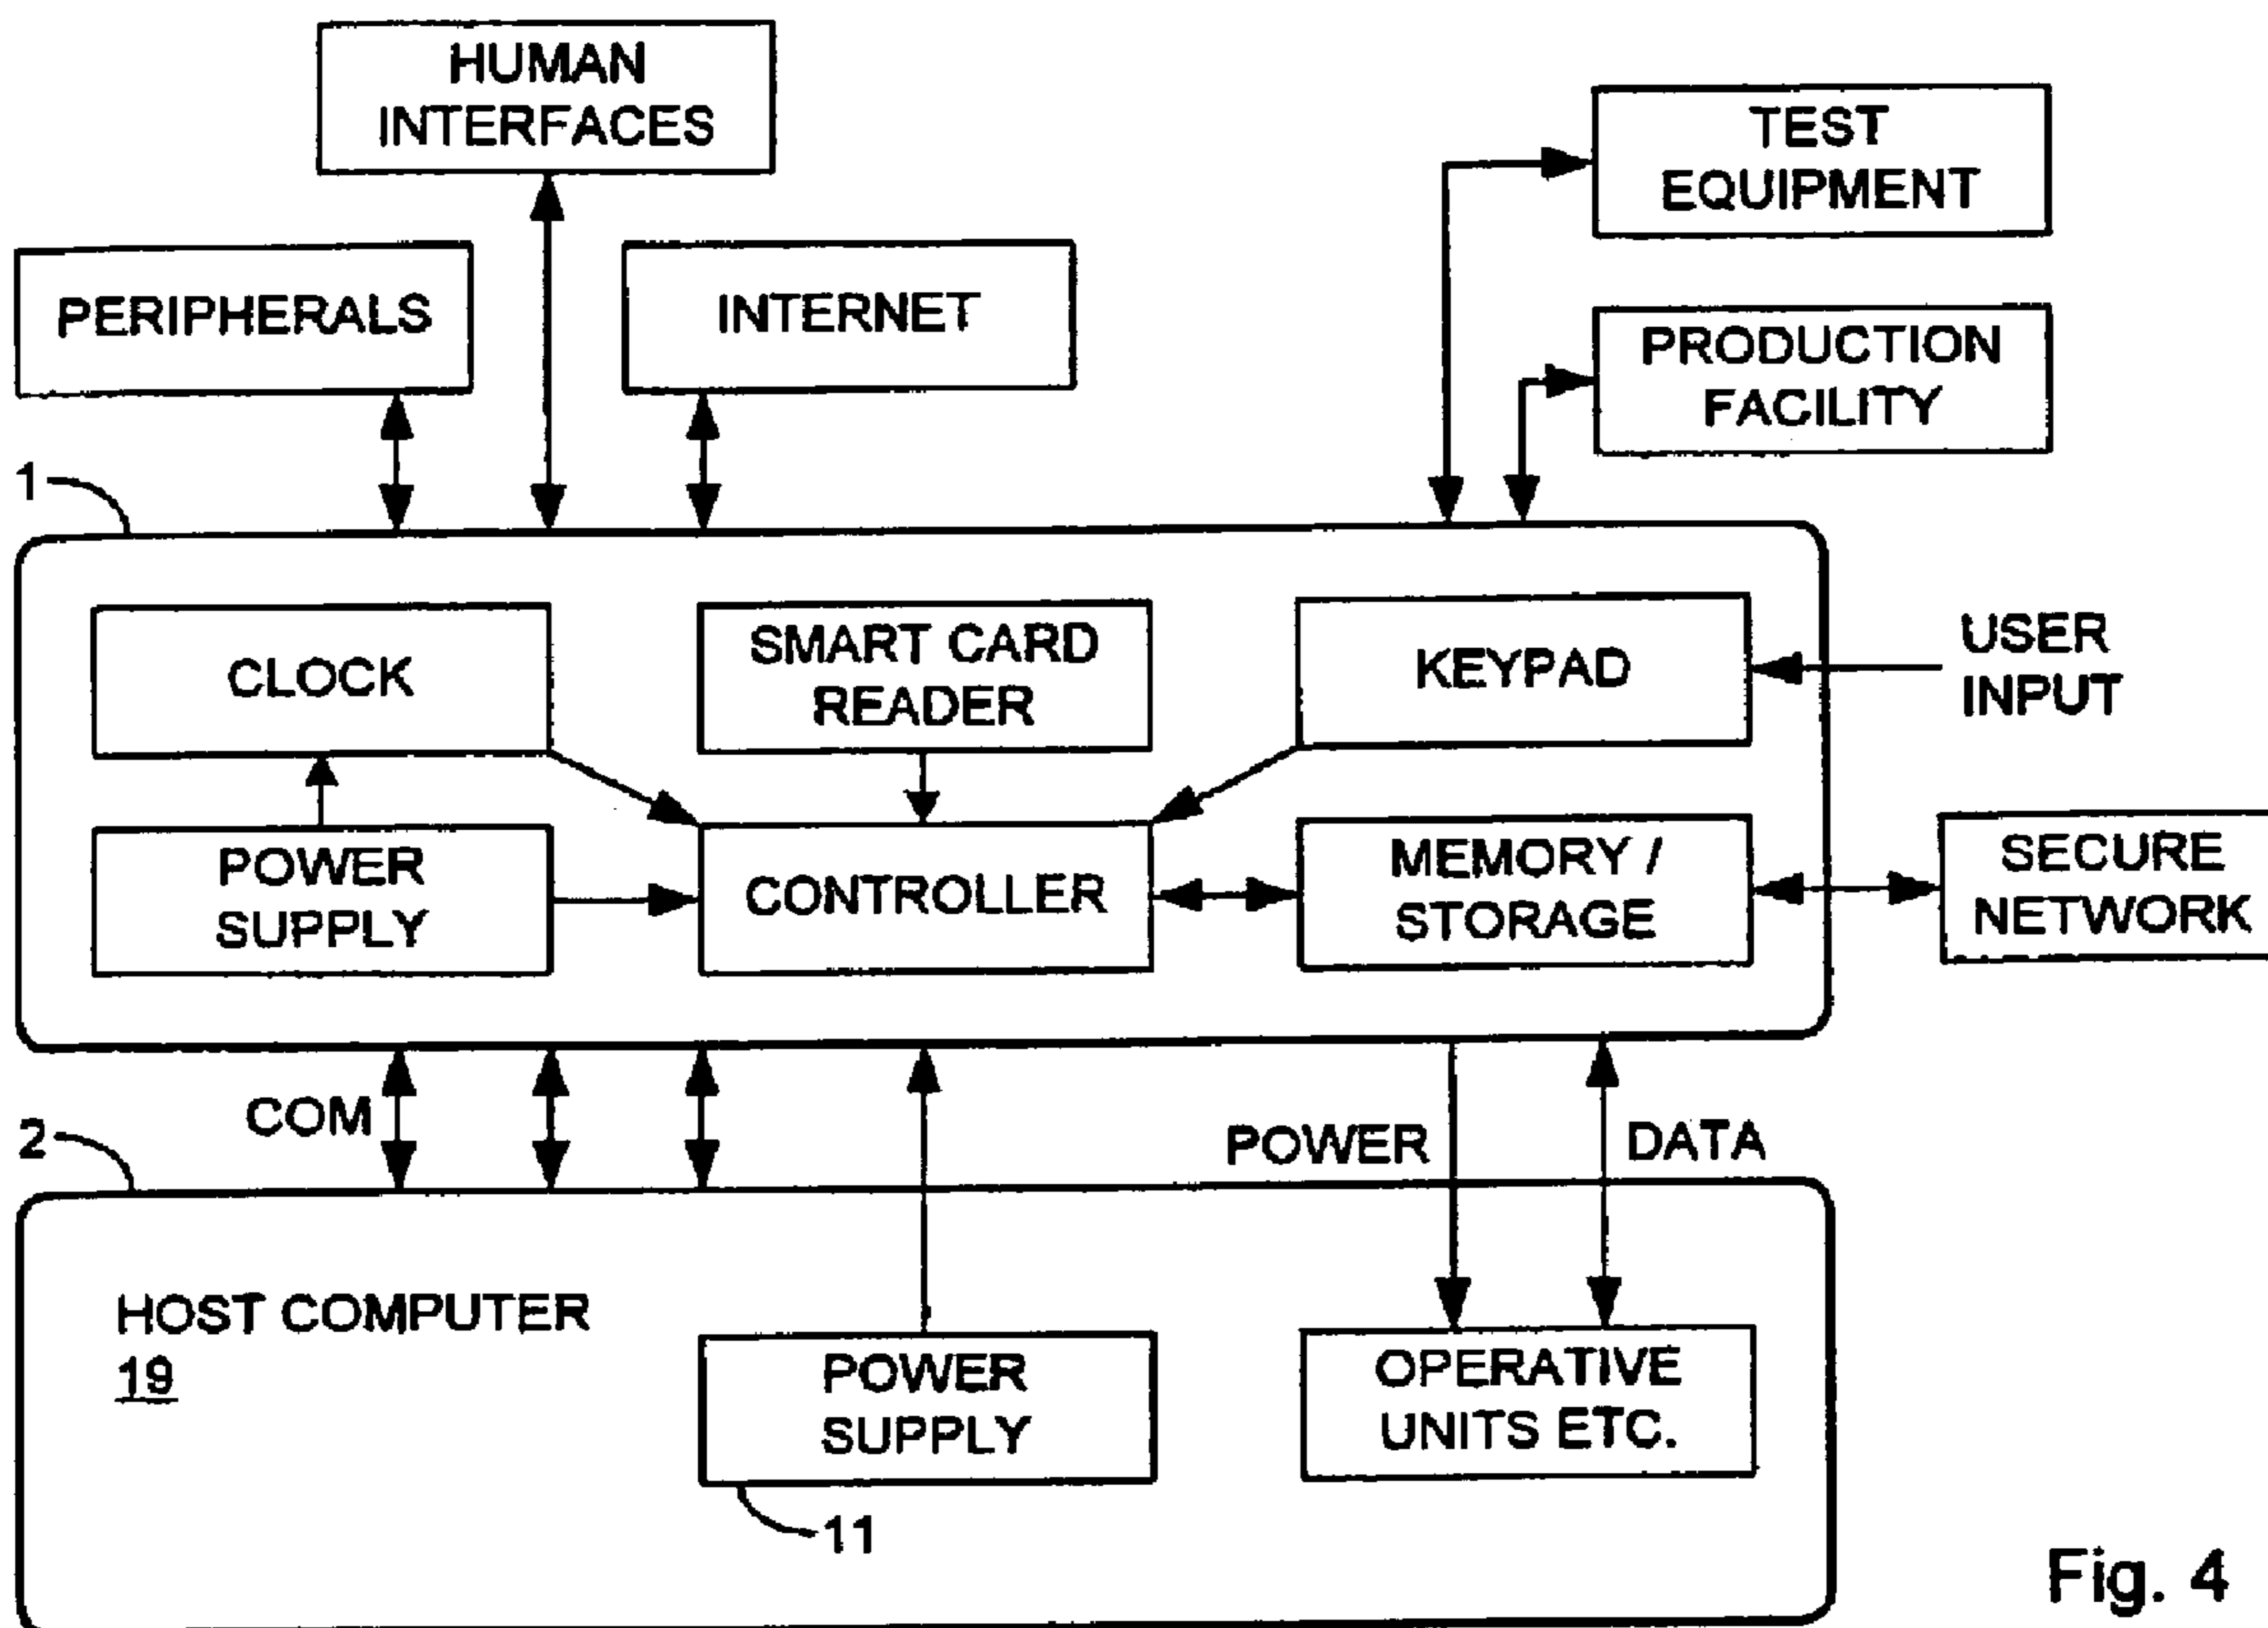 HUMAN
INTERFACES
TEST
EQUIPMENT
PERIPHERALS
INTERNET
PRODUCTION
FACILITY
1
CLOCK
SMART CARD
READER
KEYPAD
USER
INPUT
POWER
SUPPLY
CONTROLLER
MEMORY /
STORAGE
SECURE
NETWORK
COM
POWER
DATA
2
HOST COMPUTER
19
POWER
SUPPLY
OPERATIVE
UNITS ETC.
11
Fig. 4